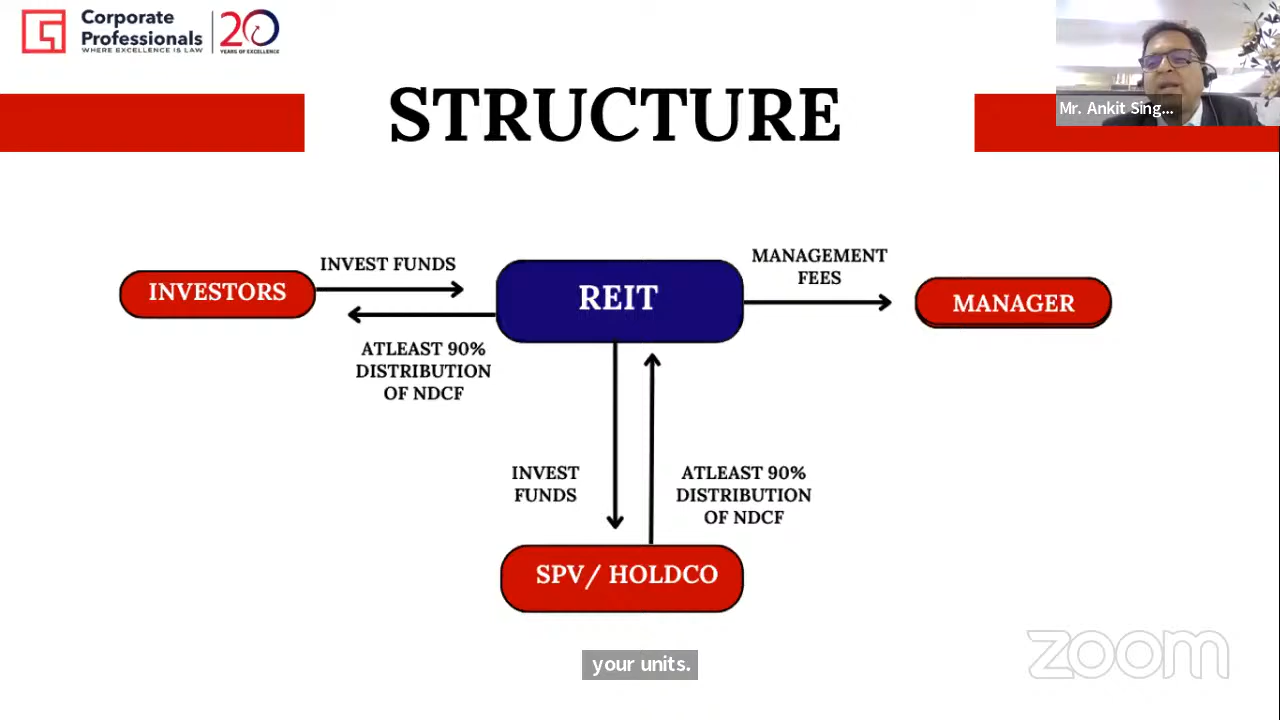 Corporate
Professionals
WHERE EXCELLENCE IS LAW
20
YEARS OF EXCELLENCE
Mr. Ankit Sing...
STRUCTURE
INVESTORS
INVEST FUNDS
REIT
MANAGEMENT
FEES
MANAGER
ATLEAST 90%
DISTRIBUTION
OF NDCF
INVEST
FUNDS
ATLEAST 90%
DISTRIBUTION
OF NDCF
SPV/ HOLDCO
your units.
zoom